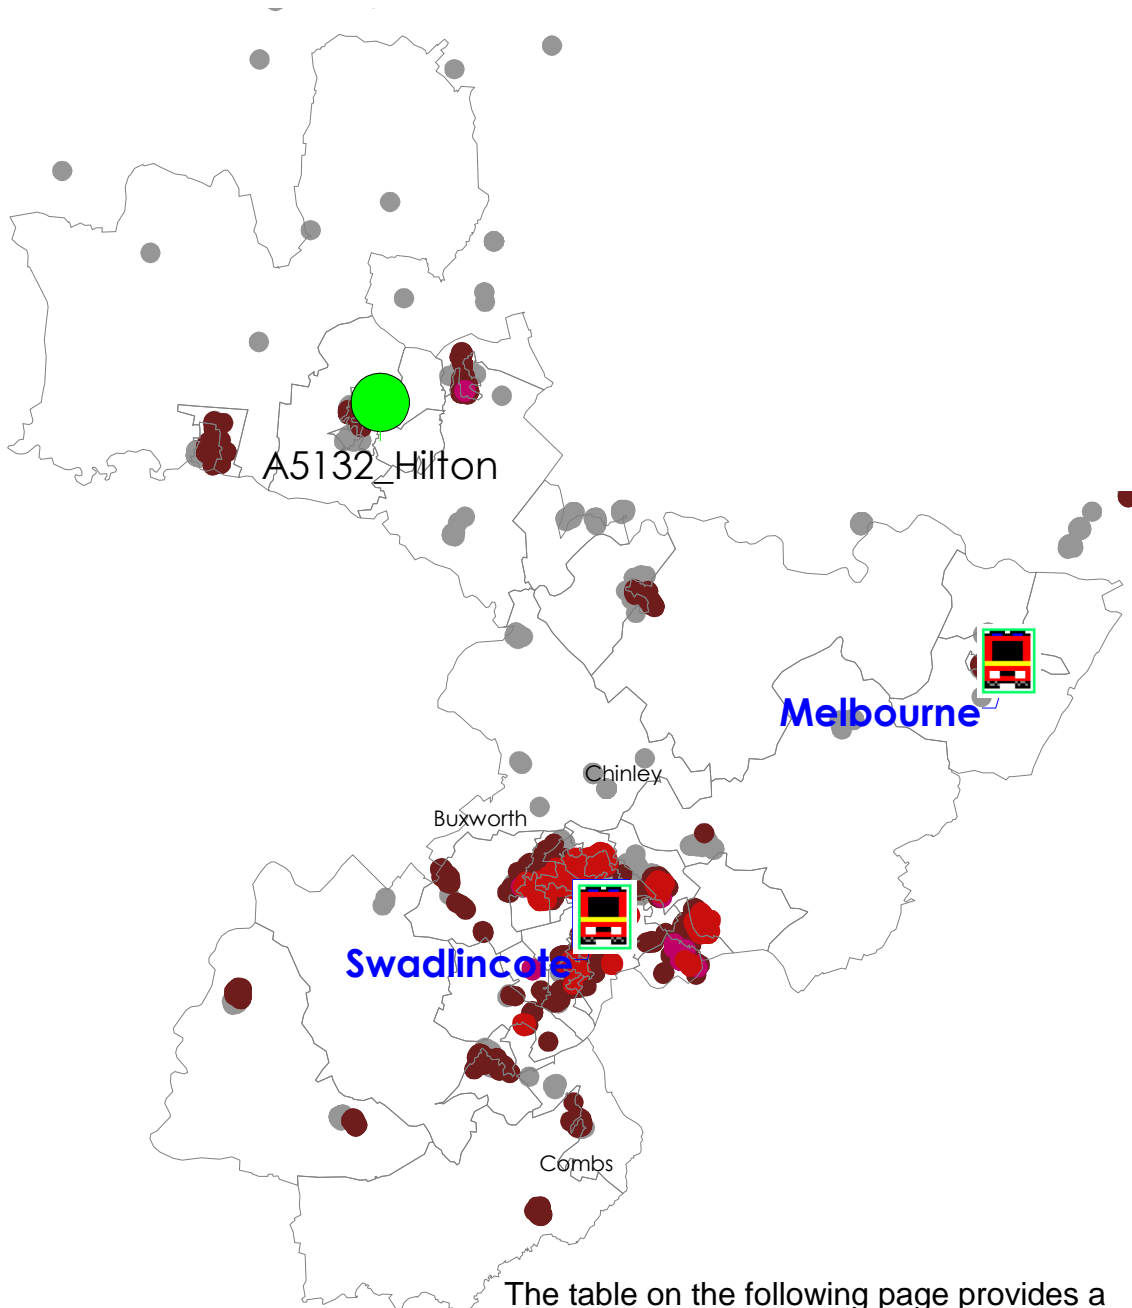 A5132_Hilton
Melbourne
Chinley
Buxworth
Swadlincote
Combs
The table on the following page provides a